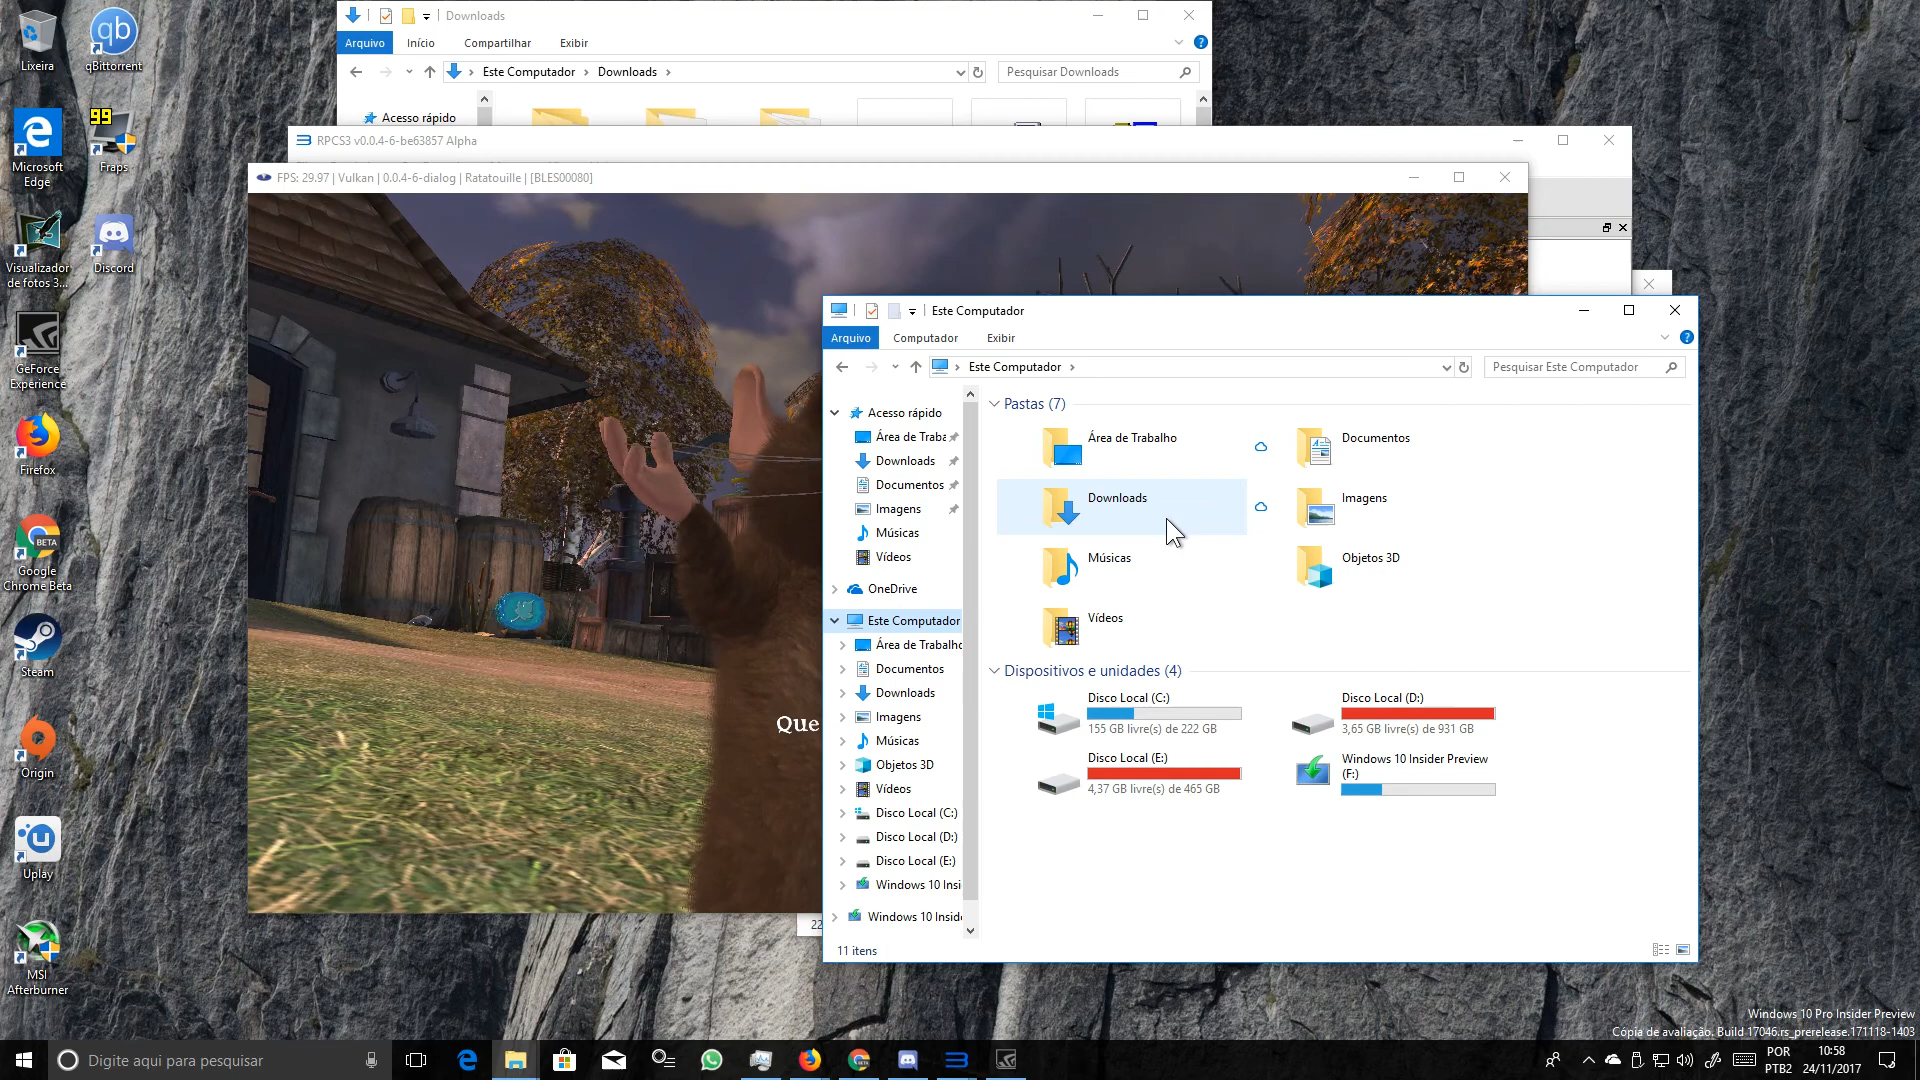 Lixeira
qBittorrent
Microsoft
Edge
Fraps
Visualizador
de fotos 3...
Discord
GeForce
Experience
Firefox
Google
Chrome Beta
Steam
Origin
Uplay
MSI
Afterburner
Downloads
Arquivo Início Compartilhar Exibir
Este Computador Downloads
Pesquisar Downloads
Acesso rápido
RPCS3 v0.0.4-6-be63857 Alpha
FPS: 29.97 | Vulkan | 0.0.4-6-dialog | Ratatouille | [BLES00080]
Que
22
Este Computador
Arquivo Computador Exibir
Este Computador
Pesquisar Este Computador
Acesso rápido
Área de Traba
Downloads
Documentos
Imagens
Músicas
Vídeos
OneDrive
Este Computador
Área de Trabalho
Documentos
Downloads
Imagens
Músicas
Objetos 3D
Vídeos
Disco Local (C:)
Disco Local (D:)
Disco Local (E:)
Windows 10 Insi
Windows 10 Inside
Pastas (7)
Área de Trabalho
Documentos
Downloads
Imagens
Músicas
Objetos 3D
Vídeos
Dispositivos e unidades (4)
Disco Local (C:)
155 GB livre(s) de 222 GB
Disco Local (D:)
3,65 GB livre(s) de 931 GB
Disco Local (E:)
4,37 GB livre(s) de 465 GB
Windows 10 Insider Preview
(F:)
11 itens
Windows 10 Pro Insider Preview
Cópia de avaliação. Build 17046.rs_prerelease.171118-1403
Digite aqui para pesquisar
BETA
99
POR
PTB2
10:58
24/11/2017